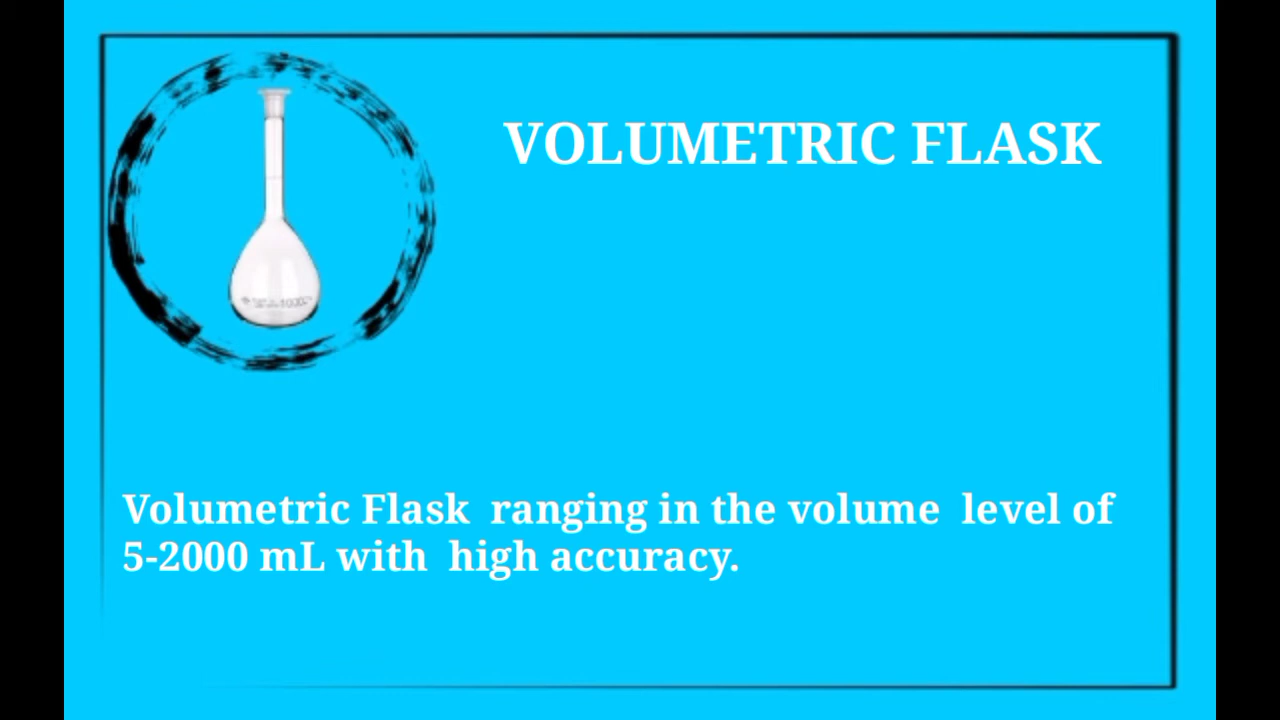 VOLUMETRIC FLASK
Volumetric Flask ranging in the volume level of
5-2000 mL with high accuracy.